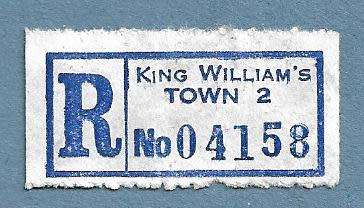 R
KING WILLIAM'S
TOWN 2
No 04158